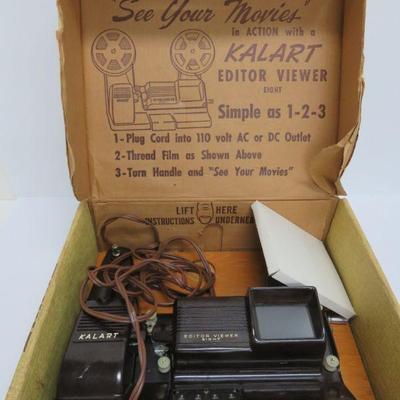 "See Your Movies"
in ACTION with a
KALART
EDITOR VIEWER
EIGHT
Simple as 1-2-3
1-Plug Cord into 110 volt AC or DC Outlet
2-Thread Film as Shown Above
3-Turn Handle and "See Your Movies"
LIFT HERE
INSTRUCTIONS UNDERNEA
KALART
EDITOR VIEWER
EIGHT